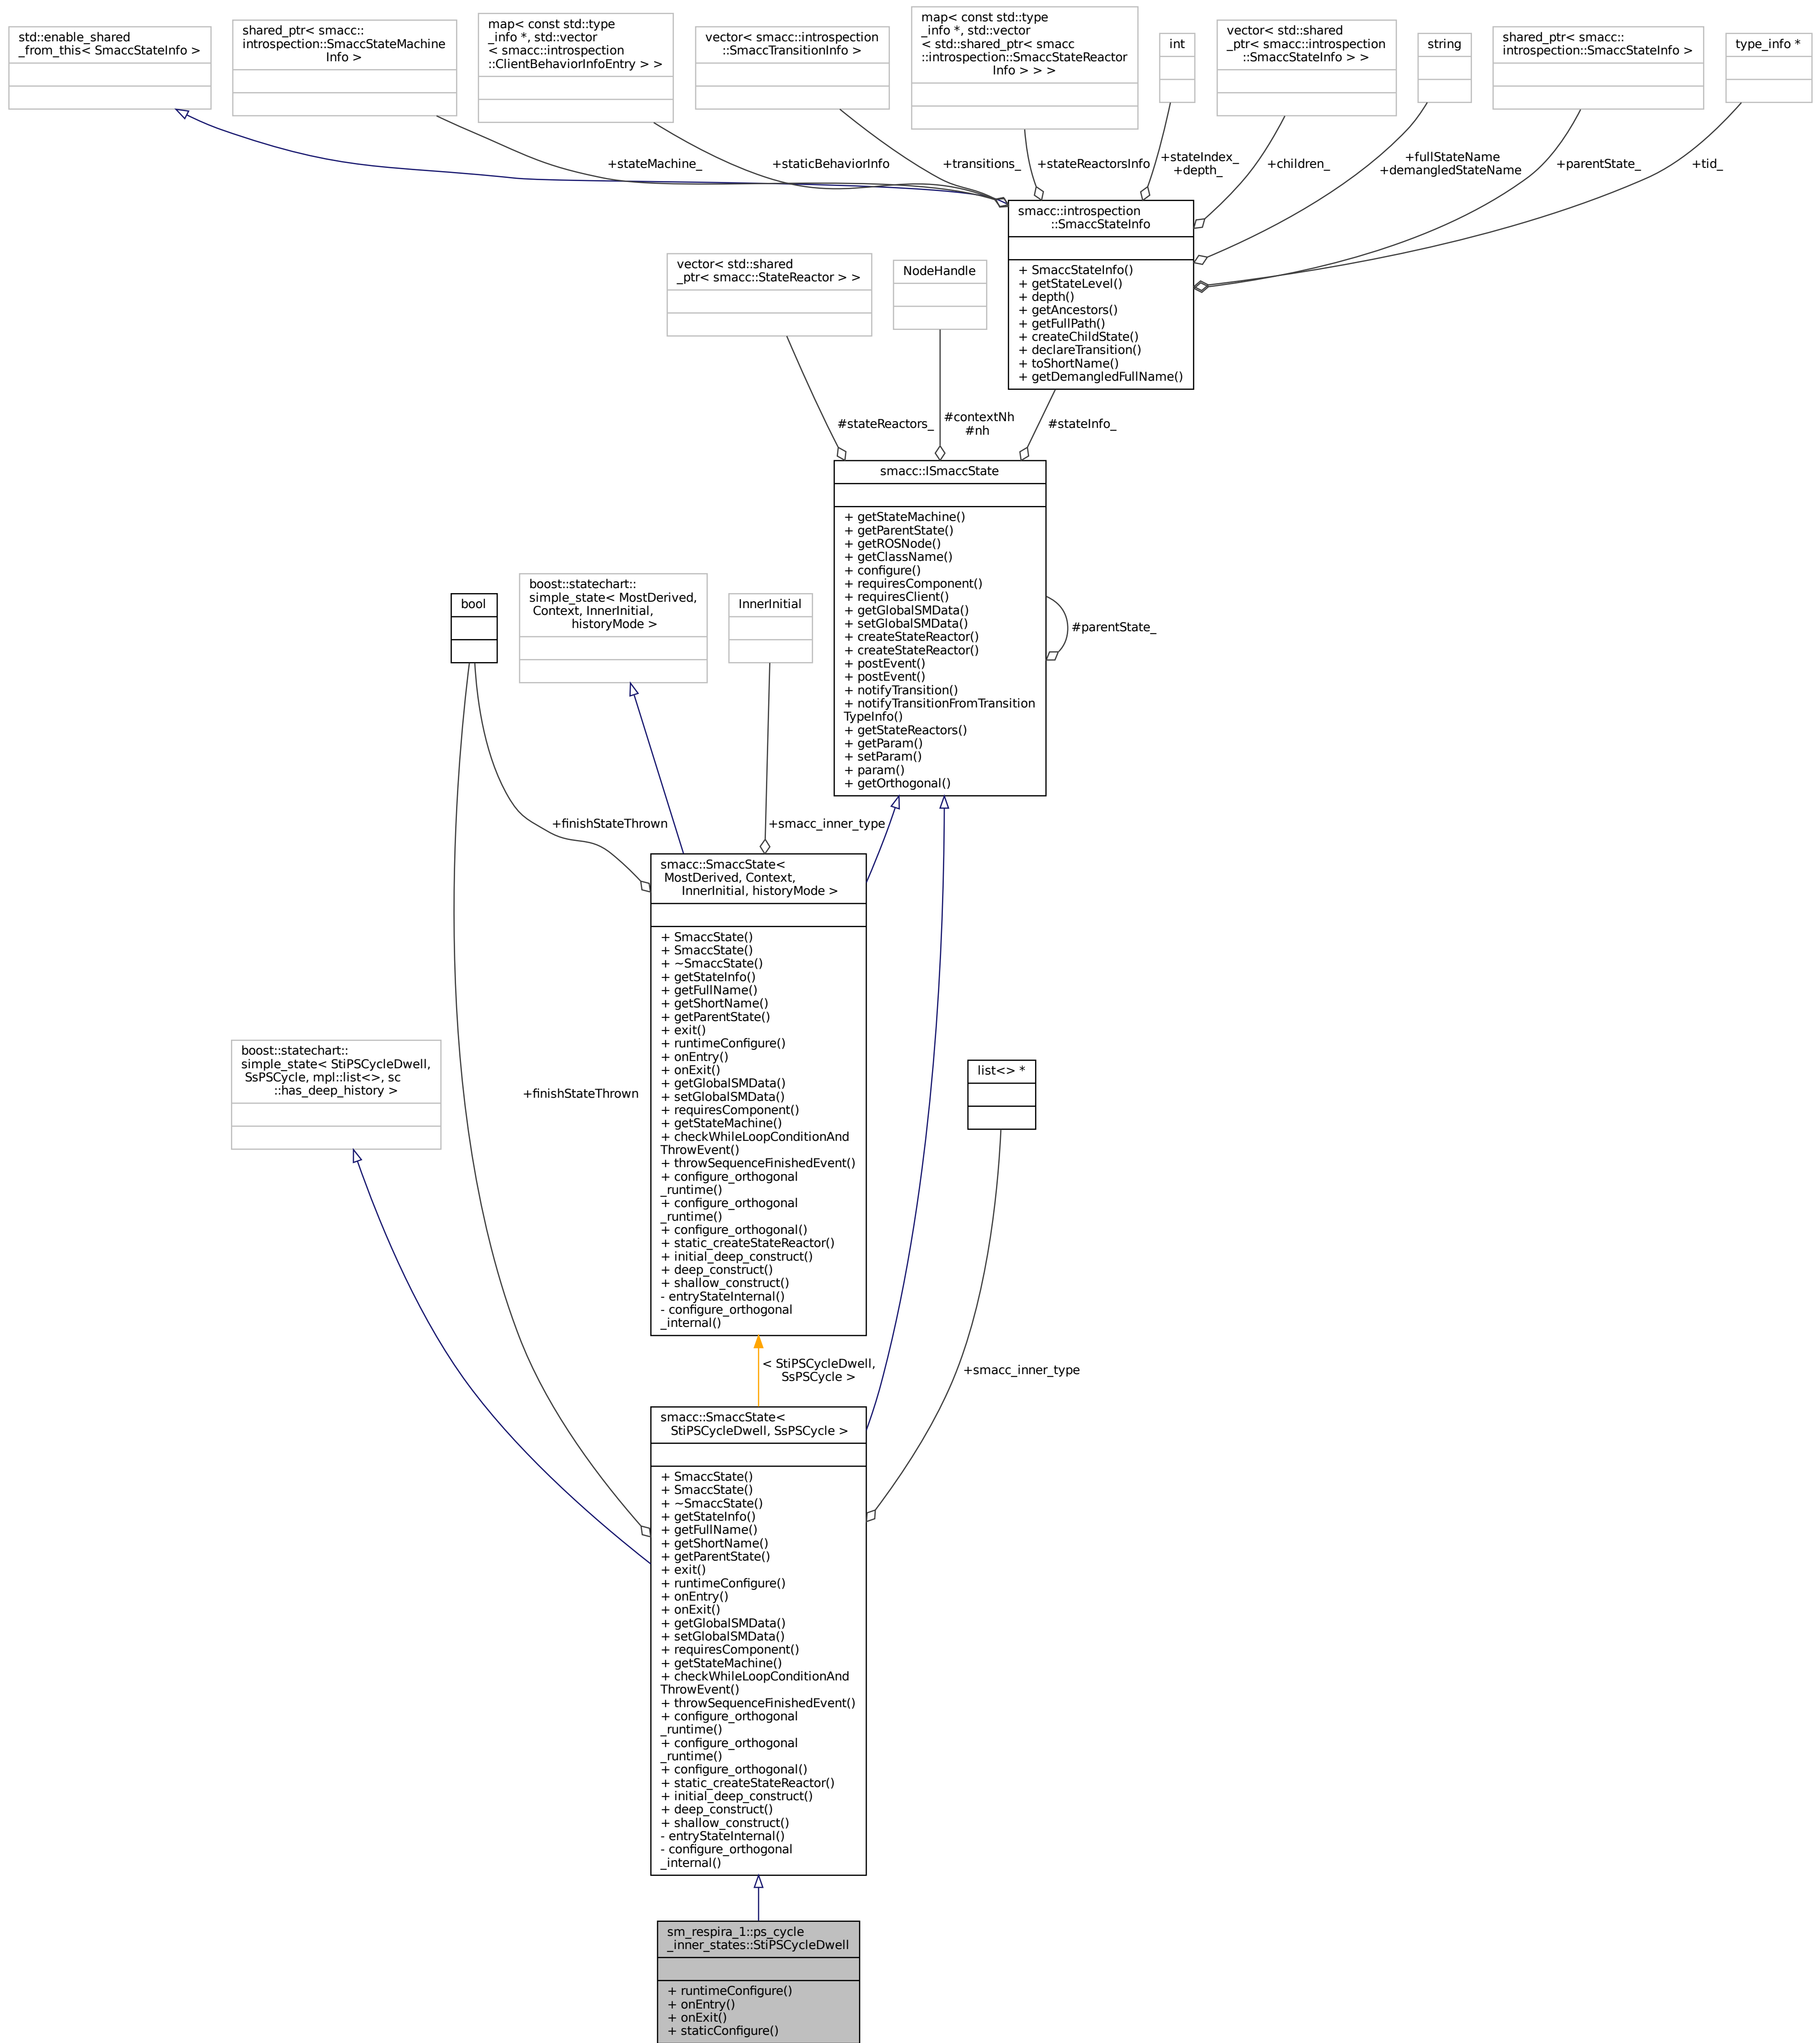 std::enable_shared
_from_this< SmaccStateInfo >
shared_ptr< smacc::
introspection::SmaccStateMachine
Info >
map< const std::type
_info *, std::vector
< smacc::introspection
::ClientBehaviorInfoEntry > >
vector< smacc::introspection
::SmaccTransitionInfo >
map< const std::type
_info *, std::vector
< std::shared_ptr< smacc
::introspection::SmaccStateReactor
Info > > >
int
vector< std::shared
_ptr< smacc::introspection
::SmaccStateInfo > >
string
shared_ptr< smacc::
introspection::SmaccStateInfo >
type_info *
+stateMachine_
+staticBehaviorInfo
+transitions_
+stateReactorsInfo
+stateIndex_
+depth_
+children_
+fullStateName
+demangledStateName
+parentState_
+tid_
smacc::introspection
::SmaccStateInfo
+ SmaccStateInfo()
+ getStateLevel()
+ depth()
+ getAncestors()
+ getFullPath()
+ createChildState()
+ declareTransition()
+ toShortName()
+ getDemangledFullName()
vector< std::shared
_ptr< smacc::StateReactor > >
NodeHandle
#stateReactors_
#contextNh
#nh
#stateInfo_
smacc::ISmaccState
+ getStateMachine()
+ getParentState()
+ getROSNode()
+ getClassName()
+ configure()
+ requiresComponent()
+ requiresClient()
+ getGlobalSMData()
+ setGlobalSMData()
+ createStateReactor()
+ createStateReactor()
+ postEvent()
+ postEvent()
+ notifyTransition()
+ notifyTransitionFromTransition
TypeInfo()
+ getStateReactors()
+ getParam()
+ setParam()
+ param()
+ getOrthogonal()
#parentState_
bool
boost::statechart::
simple_state< MostDerived,
Context, InnerInitial,
historyMode >
InnerInitial
+finishStateThrown
+smacc_inner_type
smacc::SmaccState<
MostDerived, Context,
InnerInitial, historyMode >
+ SmaccState()
+ SmaccState()
+ ~SmaccState()
+ getStateInfo()
+ getFullName()
+ getShortName()
+ getParentState()
+ exit()
+ runtimeConfigure()
+ onEntry()
+ onExit()
+ getGlobalSMData()
+ setGlobalSMData()
+ requiresComponent()
+ getStateMachine()
+ checkWhileLoopConditionAnd
ThrowEvent()
+ throwSequenceFinishedEvent()
+ configure_orthogonal
_runtime()
+ configure_orthogonal
_runtime()
+ configure_orthogonal()
+ static_createStateReactor()
+ initial_deep_construct()
+ deep_construct()
+ shallow_construct()
- entryStateInternal()
- configure_orthogonal
_internal()
boost::statechart::
simple_state< StiPSCycleDwell,
SsPSCycle, mpl::list<>, sc
::has_deep_history >
+finishStateThrown
list<> *
< StiPSCycleDwell,
SsPSCycle >
+smacc_inner_type
smacc::SmaccState<
StiPSCycleDwell, SsPSCycle >
+ SmaccState()
+ SmaccState()
+ ~SmaccState()
+ getStateInfo()
+ getFullName()
+ getShortName()
+ getParentState()
+ exit()
+ runtimeConfigure()
+ onEntry()
+ onExit()
+ getGlobalSMData()
+ setGlobalSMData()
+ requiresComponent()
+ getStateMachine()
+ checkWhileLoopConditionAnd
ThrowEvent()
+ throwSequenceFinishedEvent()
+ configure_orthogonal
_runtime()
+ configure_orthogonal
_runtime()
+ configure_orthogonal()
+ static_createStateReactor()
+ initial_deep_construct()
+ deep_construct()
+ shallow_construct()
- entryStateInternal()
- configure_orthogonal
_internal()
sm_respira_1::ps_cycle
_inner_states::StiPSCycleDwell
+ runtimeConfigure()
+ onEntry()
+ onExit()
+ staticConfigure()